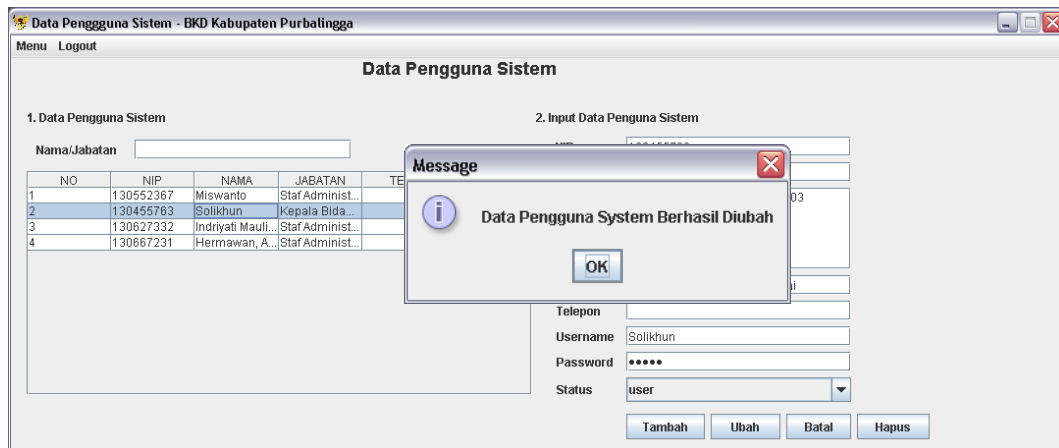 Data Penggguna Sistem - BKD Kabupaten Purbalingga
Menu Logout
Data Pengguna Sistem
1. Data Pengguna Sistem
2. Input Data Penguna Sistem
Nama/Jabatan
NO NIP NAMA JABATAN TE
1 130552367 Miswanto Staf Administ...
2 130455763 Solikhun Kepala Bida...
3 130627332 Indriyati Mauli... Staf Administ...
4 130667231 Hermawan, A... Staf Administ...
Message
Data Pengguna System Berhasil Diubah
OK
03
Telepon
Username Solikhun
Password •••••
Status user
Tambah Ubah Batal Hapus